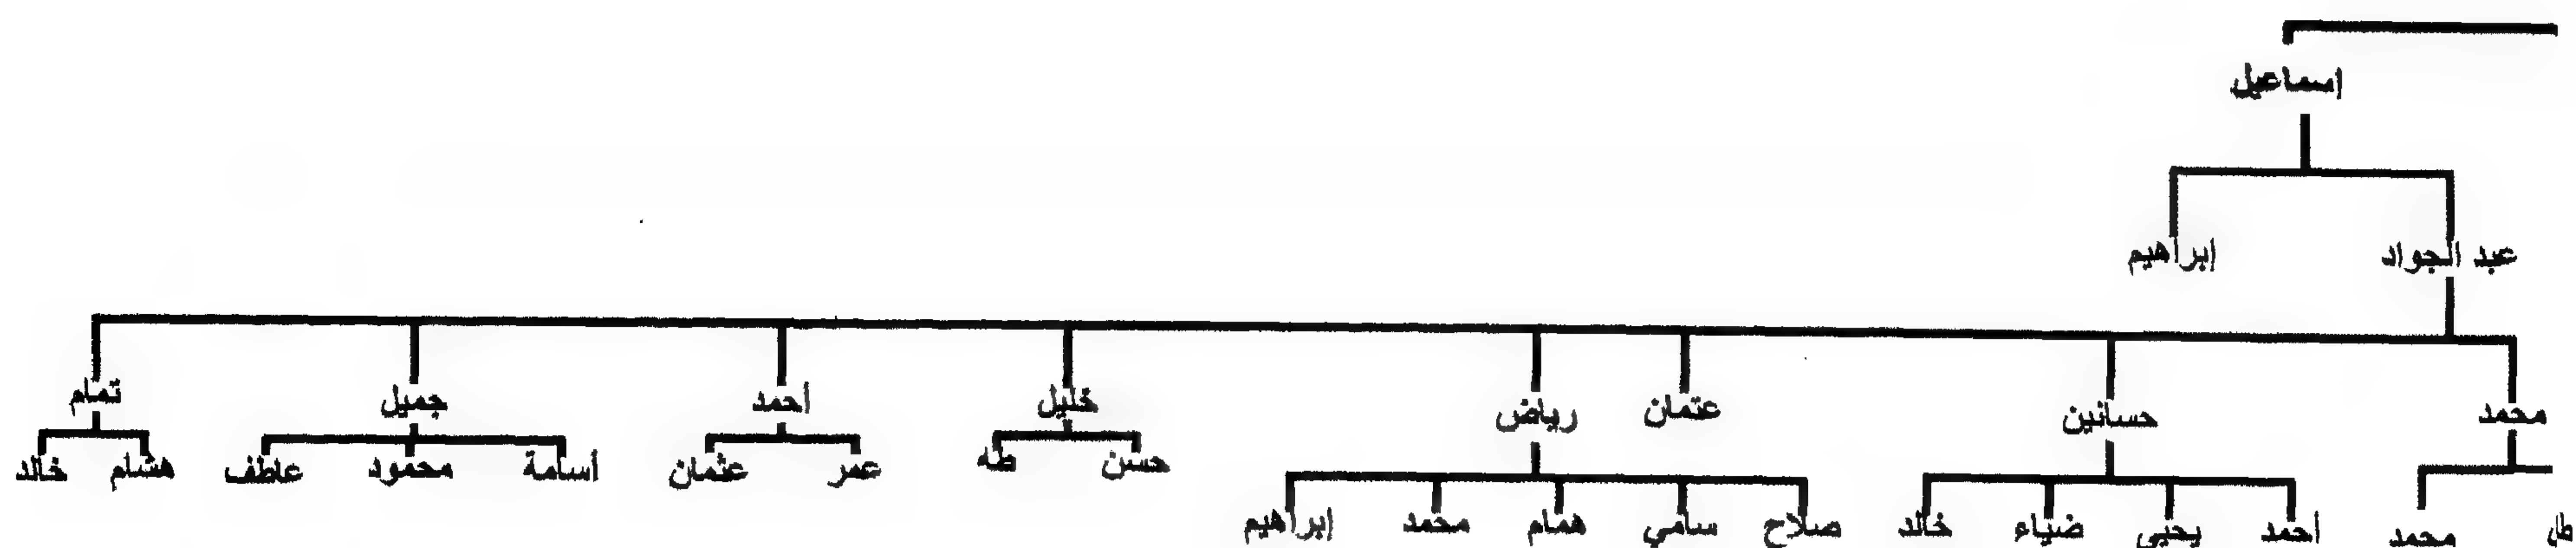 إسماعيل
عبد الجواد إبراهيم
محمد حسانين عتمان رياض خليل أحمد جميل تمام
حسن طه عمر عثمان أسامة محمود عاطف هشام خالد
محمد أحمد يحيى ضياء خالد صلاح سامي همام محمد إبراهيم